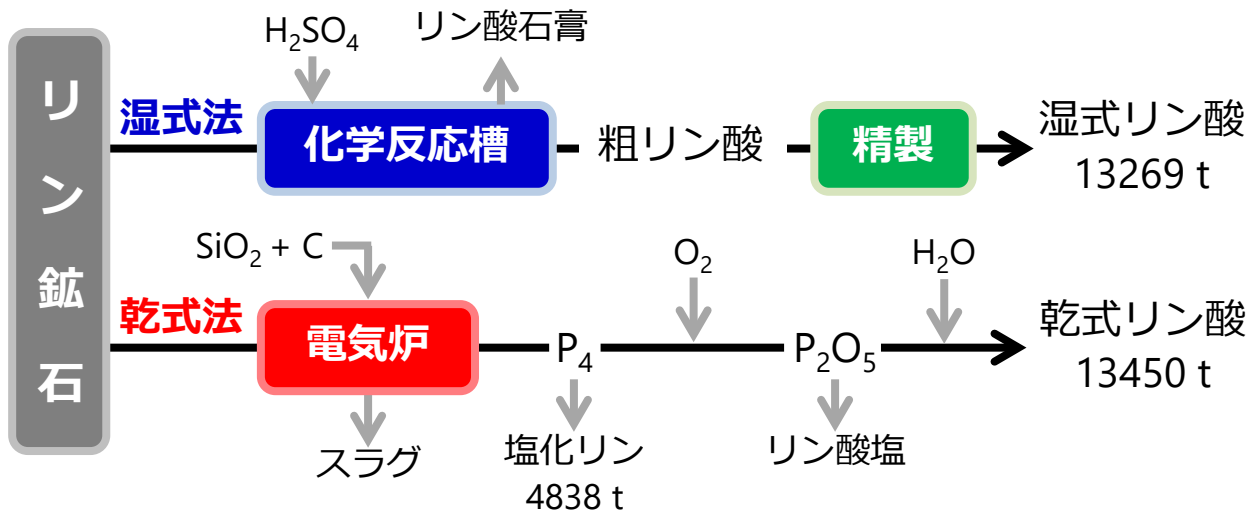 リン鉱石
H₂SO₄
リン酸石膏
湿式法
化学反応槽
粗リン酸
精製
湿式リン酸
13269 t
SiO₂ + C
O₂
H₂O
乾式法
電気炉
P₄
P₂O₅
乾式リン酸
13450 t
スラグ
塩化リン
4838 t
リン酸塩